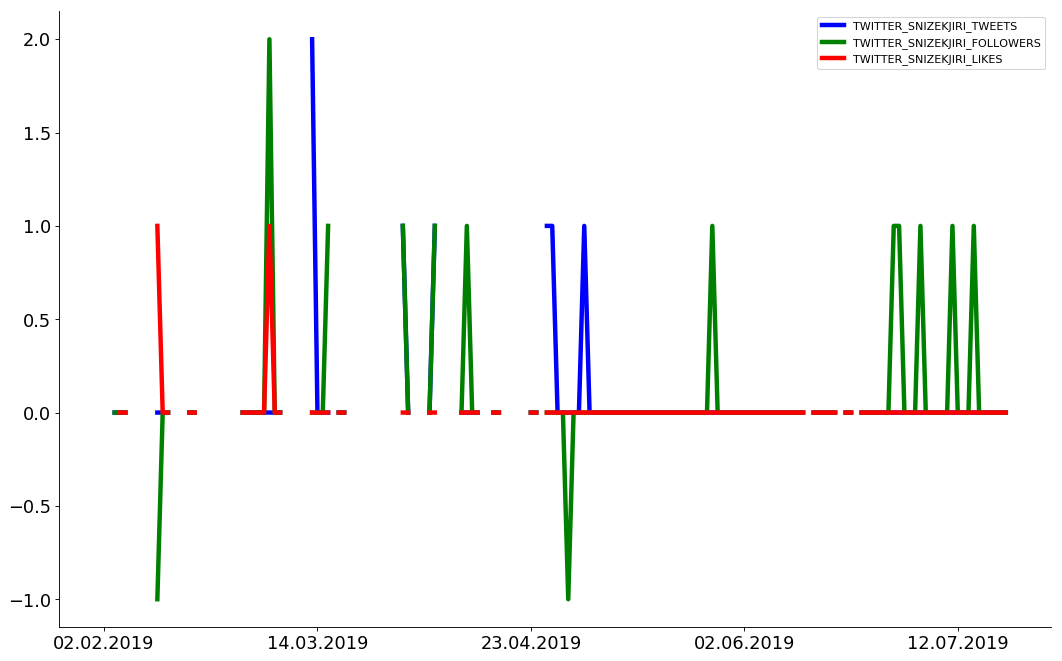 TWITTER_SNIZEKJIRI_TWEETS
TWITTER_SNIZEKJIRI_FOLLOWERS
TWITTER_SNIZEKJIRI_LIKES
2.0
1.5
1.0
0.5
0.0
−0.5
−1.0
02.02.2019 14.03.2019 23.04.2019 02.06.2019 12.07.2019